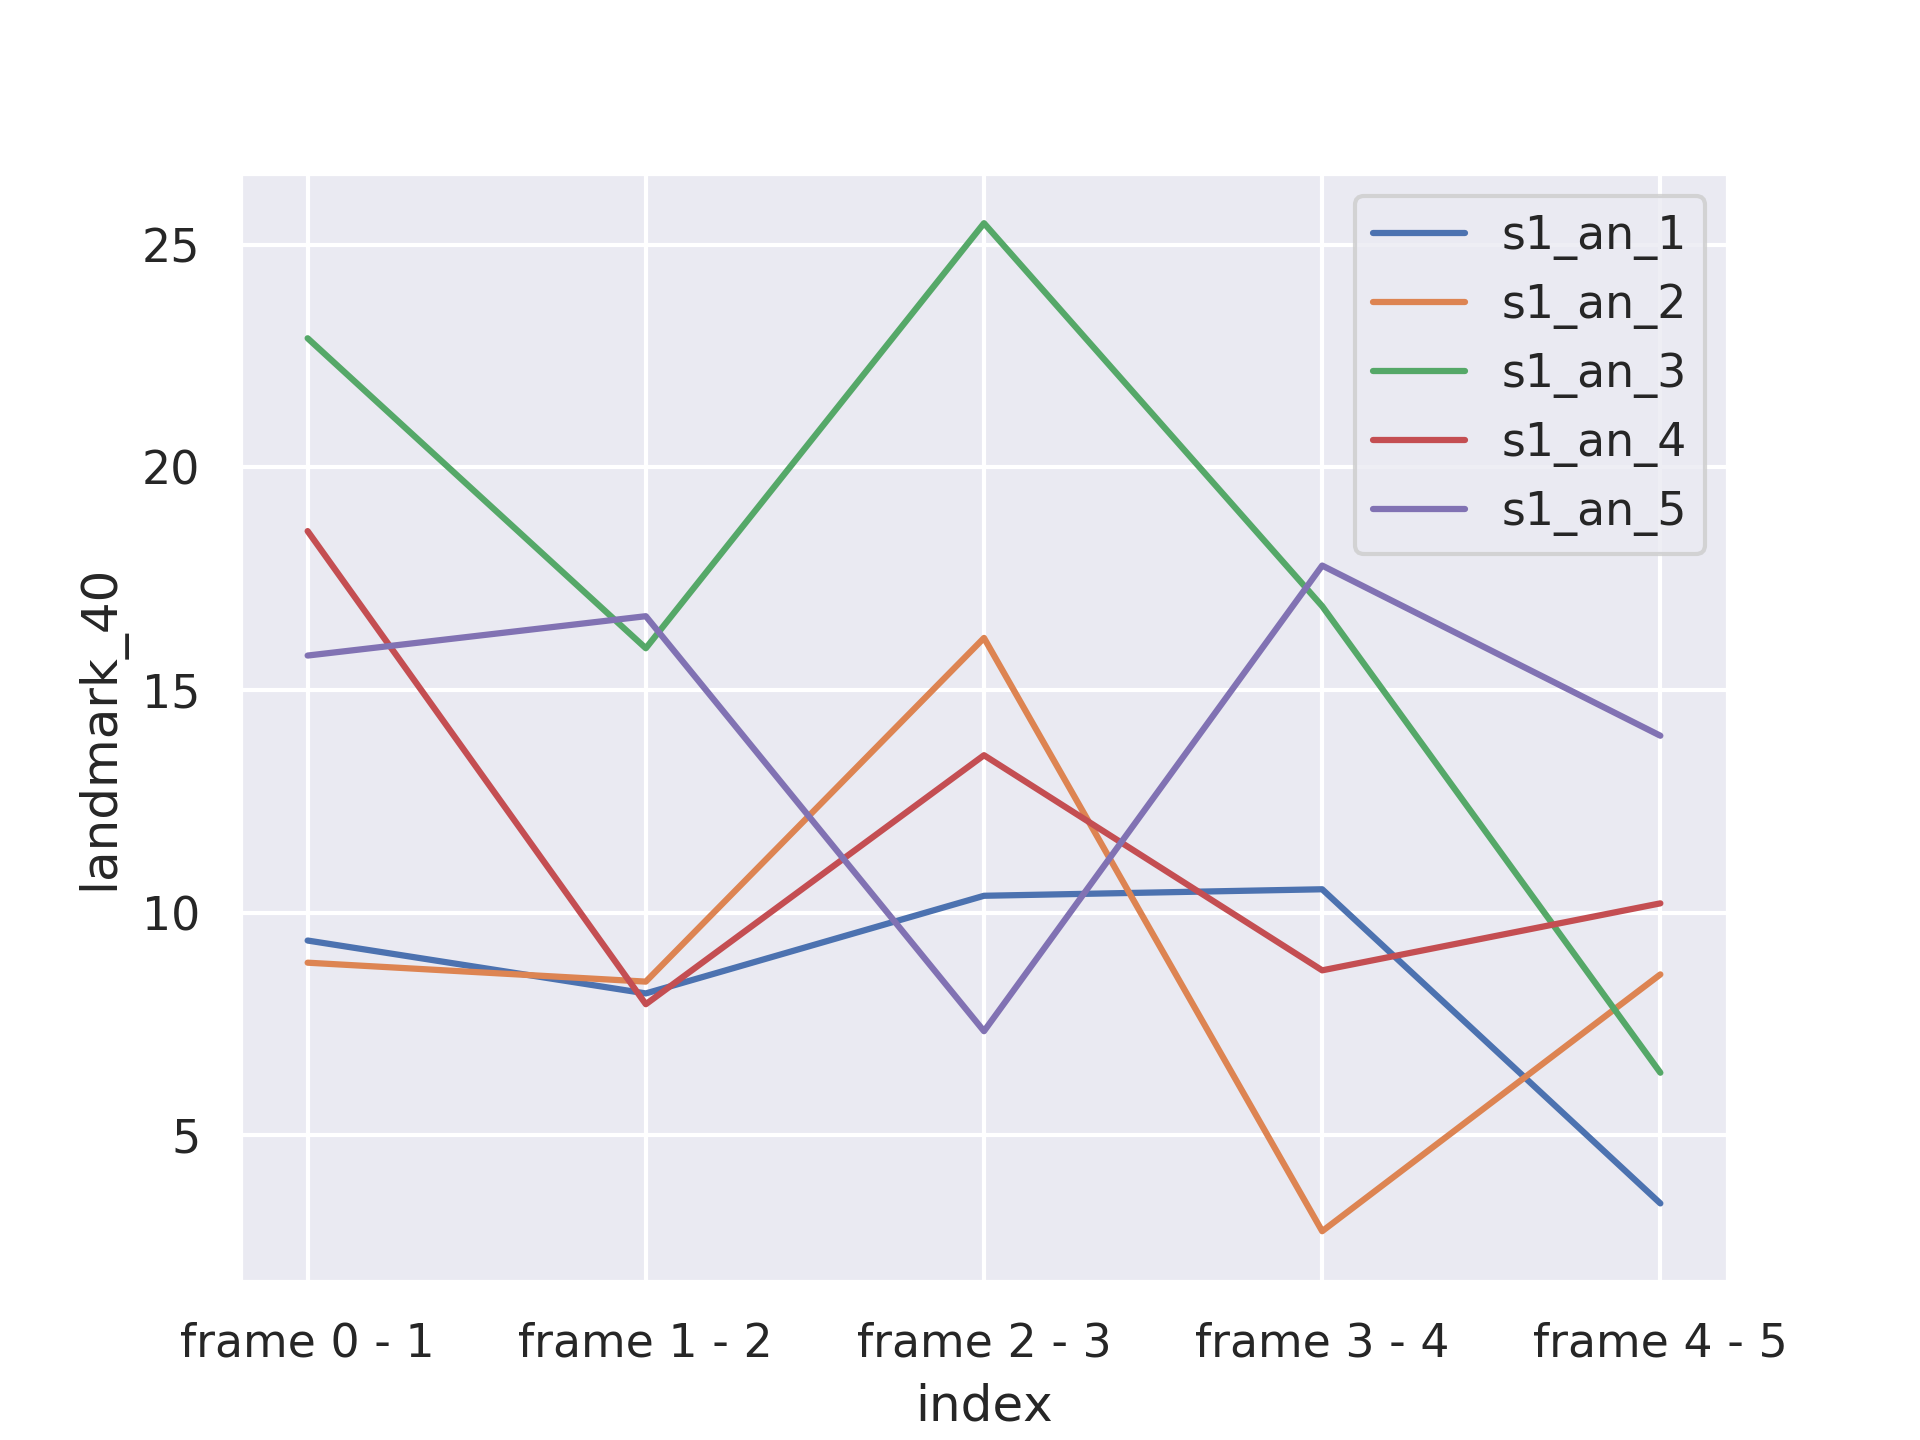 s1_an_1
s1_an_2
s1_an_3
s1_an_4
s1_an_5
25
20
15
10
5
landmark_40
frame 0 - 1
frame 1 - 2
frame 2 - 3
frame 3 - 4
frame 4 - 5
index